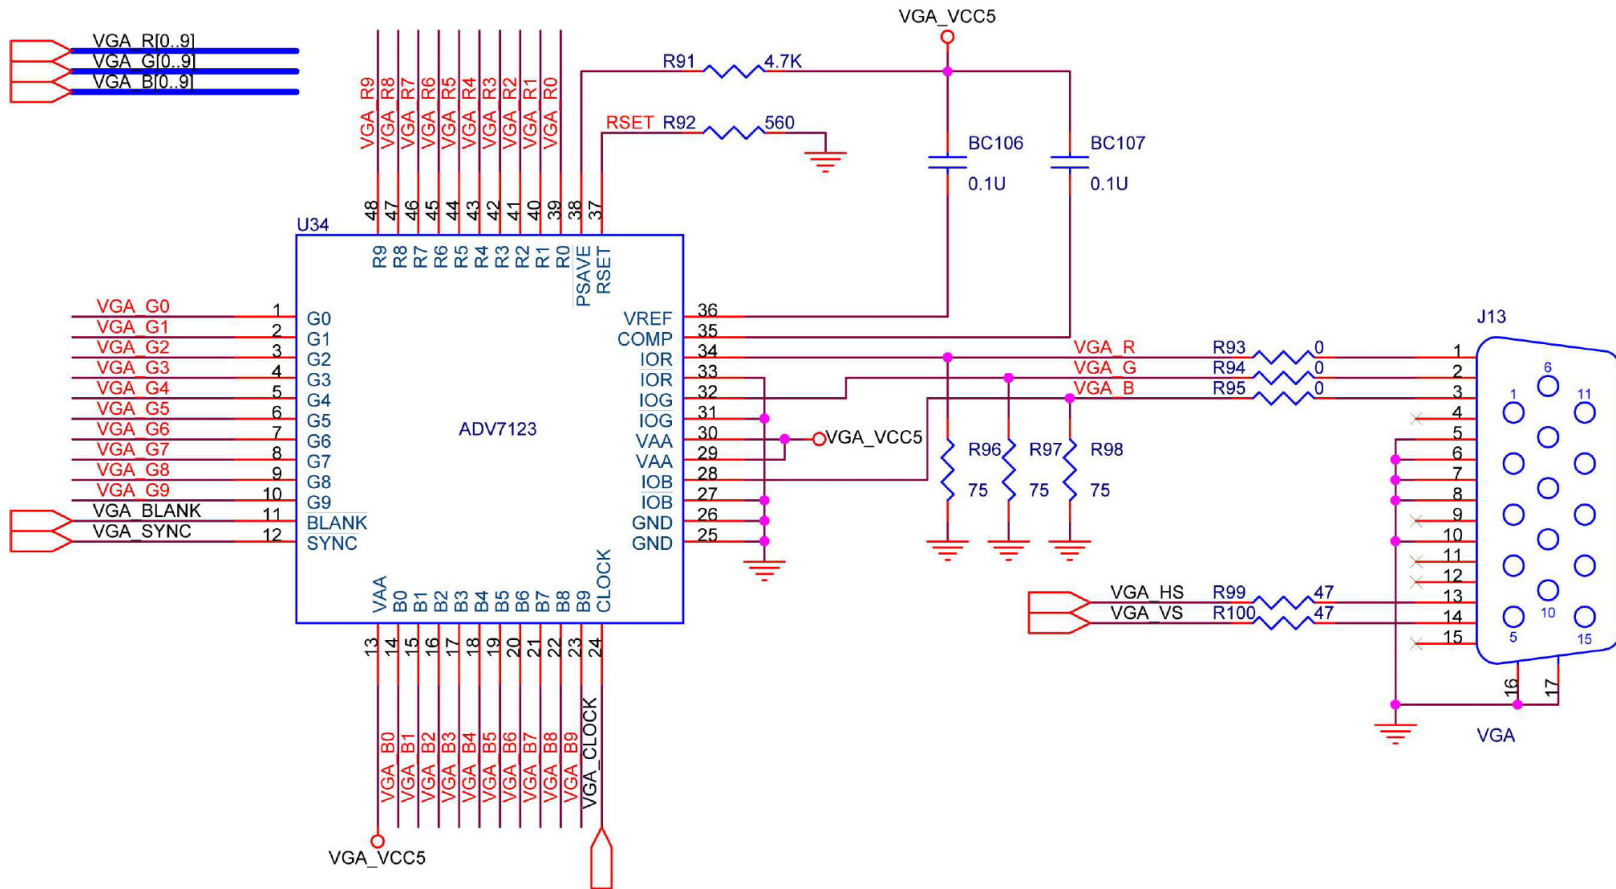 VGA_VCC5
VGA_R[0..9]
VGA_G[0..9]
VGA_B[0..9]
R91 4.7K
RSET R92 560
BC106
0.1U
BC107
0.1U
VGA_R9
VGA_R8
VGA_R7
VGA_R6
VGA_R5
VGA_R4
VGA_R3
VGA_R2
VGA_R1
VGA_R0
48 47 46 45 44 43 42 41 40 39 38 37
U34
R9 R8 R7 R6 R5 R4 R3 R2 R1 R0 PSAVE RSET
VGA_G0 1 G0
VGA_G1 2 G1
VGA_G2 3 G2
VGA_G3 4 G3
VGA_G4 5 G4
VGA_G5 6 G5
VGA_G6 7 G6
VGA_G7 8 G7
VGA_G8 9 G8
VGA_G9 10 G9
VGA_BLANK 11 BLANK
VGA_SYNC 12 SYNC
ADV7123
VREF 36
COMP 35
IOR 34
IOR 33
IOG 32
IOG 31
VAA 30
VAA 29
IOB 28
IOB 27
GND 26
GND 25
VGA_VCC5
VGA_R R93 0
VGA_G R94 0
VGA_B R95 0
R96
75
R97
75
R98
75
VGA_HS R99 47
VGA_VS R100 47
J13
1
2
3
4
5
6
7
8
9
10
11
12
13
14
15
6
1 11
10
5 15
16 17
VGA
VAA B0 B1 B2 B3 B4 B5 B6 B7 B8 B9 CLOCK
13 14 15 16 17 18 19 20 21 22 23 24
VGA_B0
VGA_B1
VGA_B2
VGA_B3
VGA_B4
VGA_B5
VGA_B6
VGA_B7
VGA_B8
VGA_B9
VGA_CLOCK
VGA_VCC5